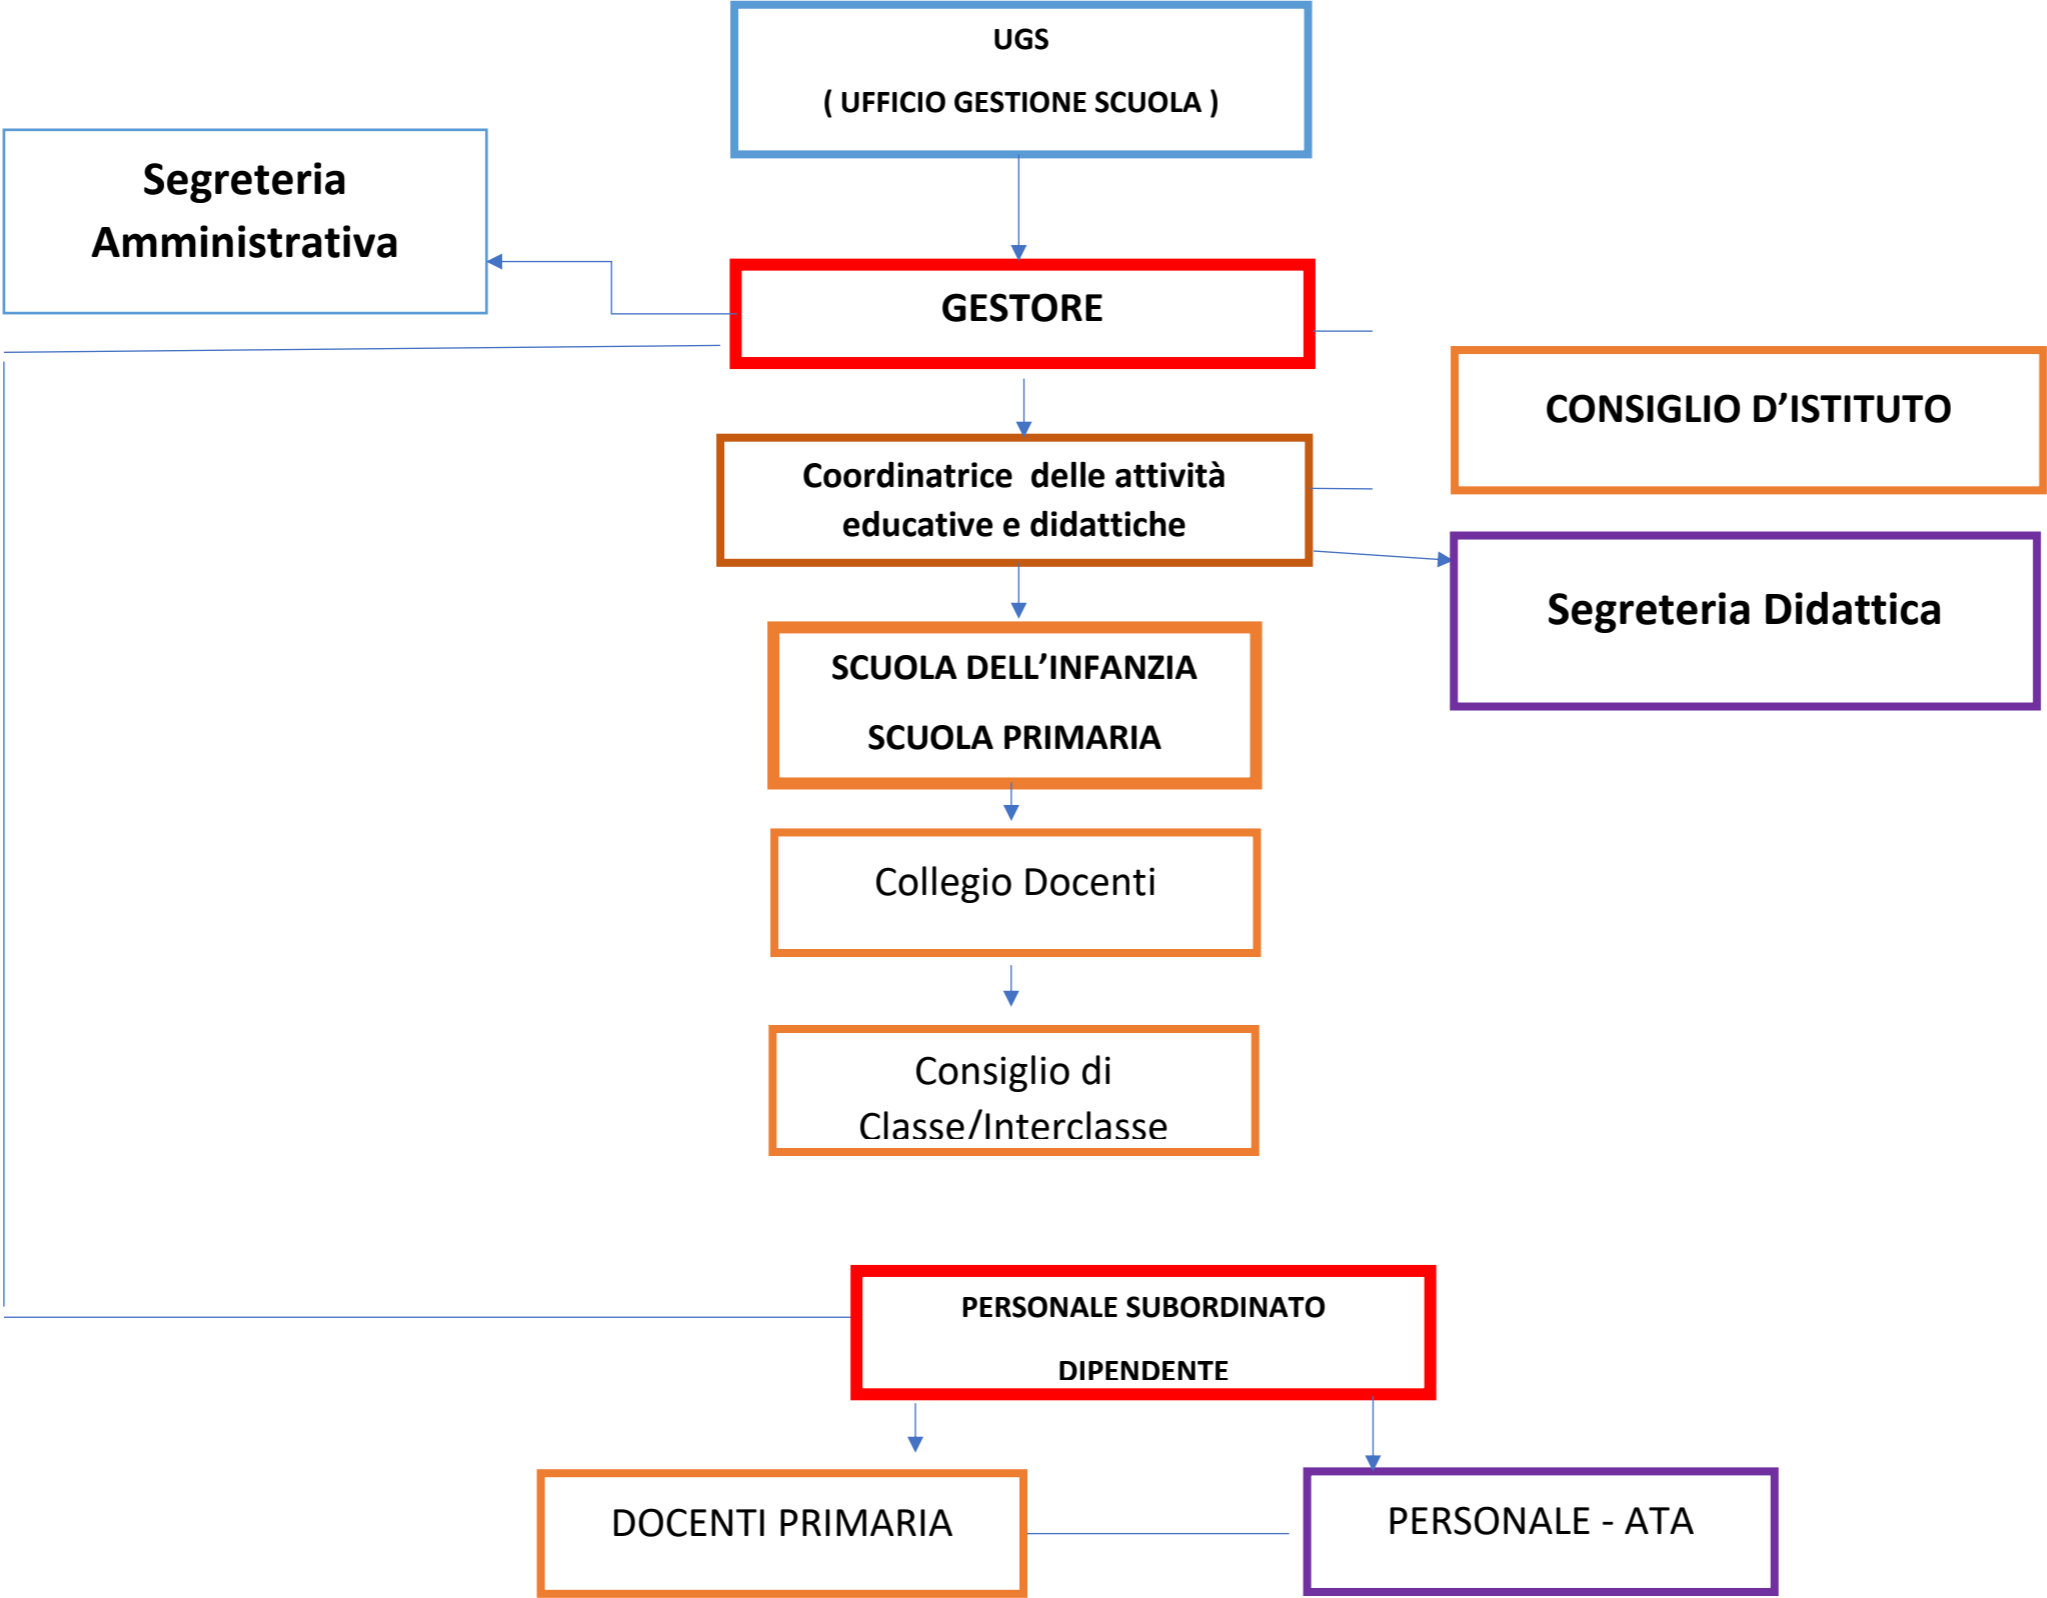 UGS
( UFFICIO GESTIONE SCUOLA )
Segreteria
Amministrativa
GESTORE
CONSIGLIO D’ISTITUTO
Coordinatrice  delle attività
educative e didattiche
Segreteria Didattica
SCUOLA DELL’INFANZIA
SCUOLA PRIMARIA
Collegio Docenti
Consiglio di
Classe/Interclasse
PERSONALE SUBORDINATO
DIPENDENTE
DOCENTI PRIMARIA
PERSONALE - ATA